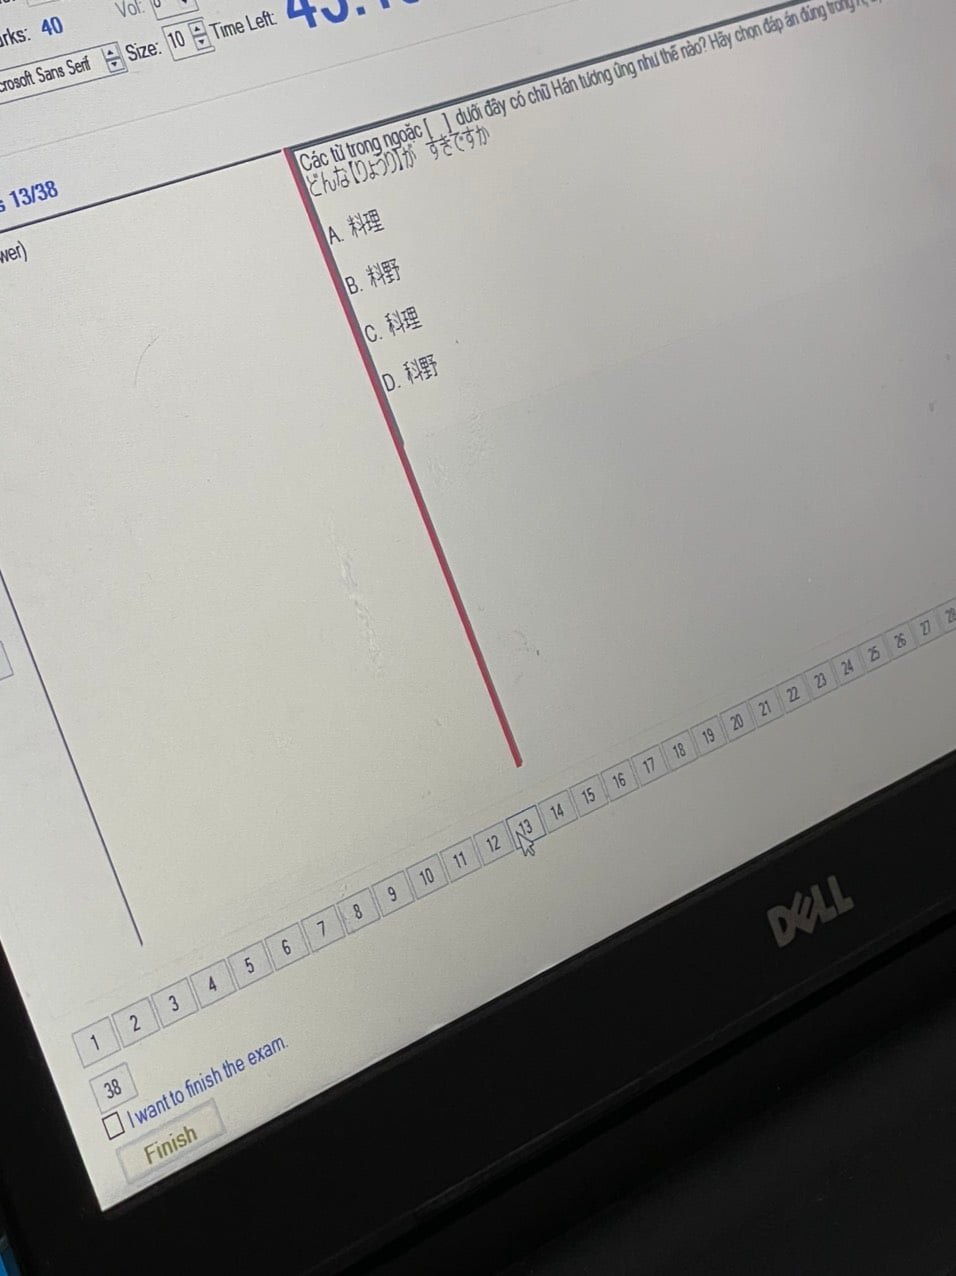 40
Size: 10 Time Left:
Microsoft Sans Serif
13/38
Các từ trong ngoặc [ ] dưới đây có chữ Hán tương ứng như thế nào? Hãy chọn đáp án đúng trong
どんな【りょうり】が すきですか
A. 料理
B. 料野
C. 科理
D. 科野
1 2 3 4 5 6 7 8 9 10 11 12 13 14 15 16 17 18 19 20 21 22 23 24 25 26 27
38
I want to finish the exam.
Finish
DELL